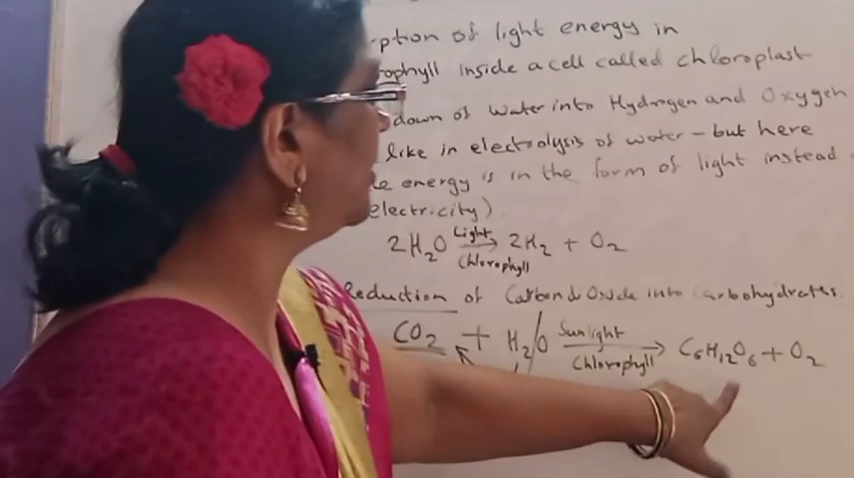 ption of light energy in
ophyll inside a cell called chloroplast
down of water into Hydrogen and Oxygen
like in electrolysis of water - but here
energy is in the form of light instead
electricity)
2H₂O Light → Chlorophyll 2H₂ + O₂
Reduction of Carbon di Oxide into Carbohydrates.
CO₂ + H₂O Sunlight → Chlorophyll C₆H₁₂O₆ + O₂